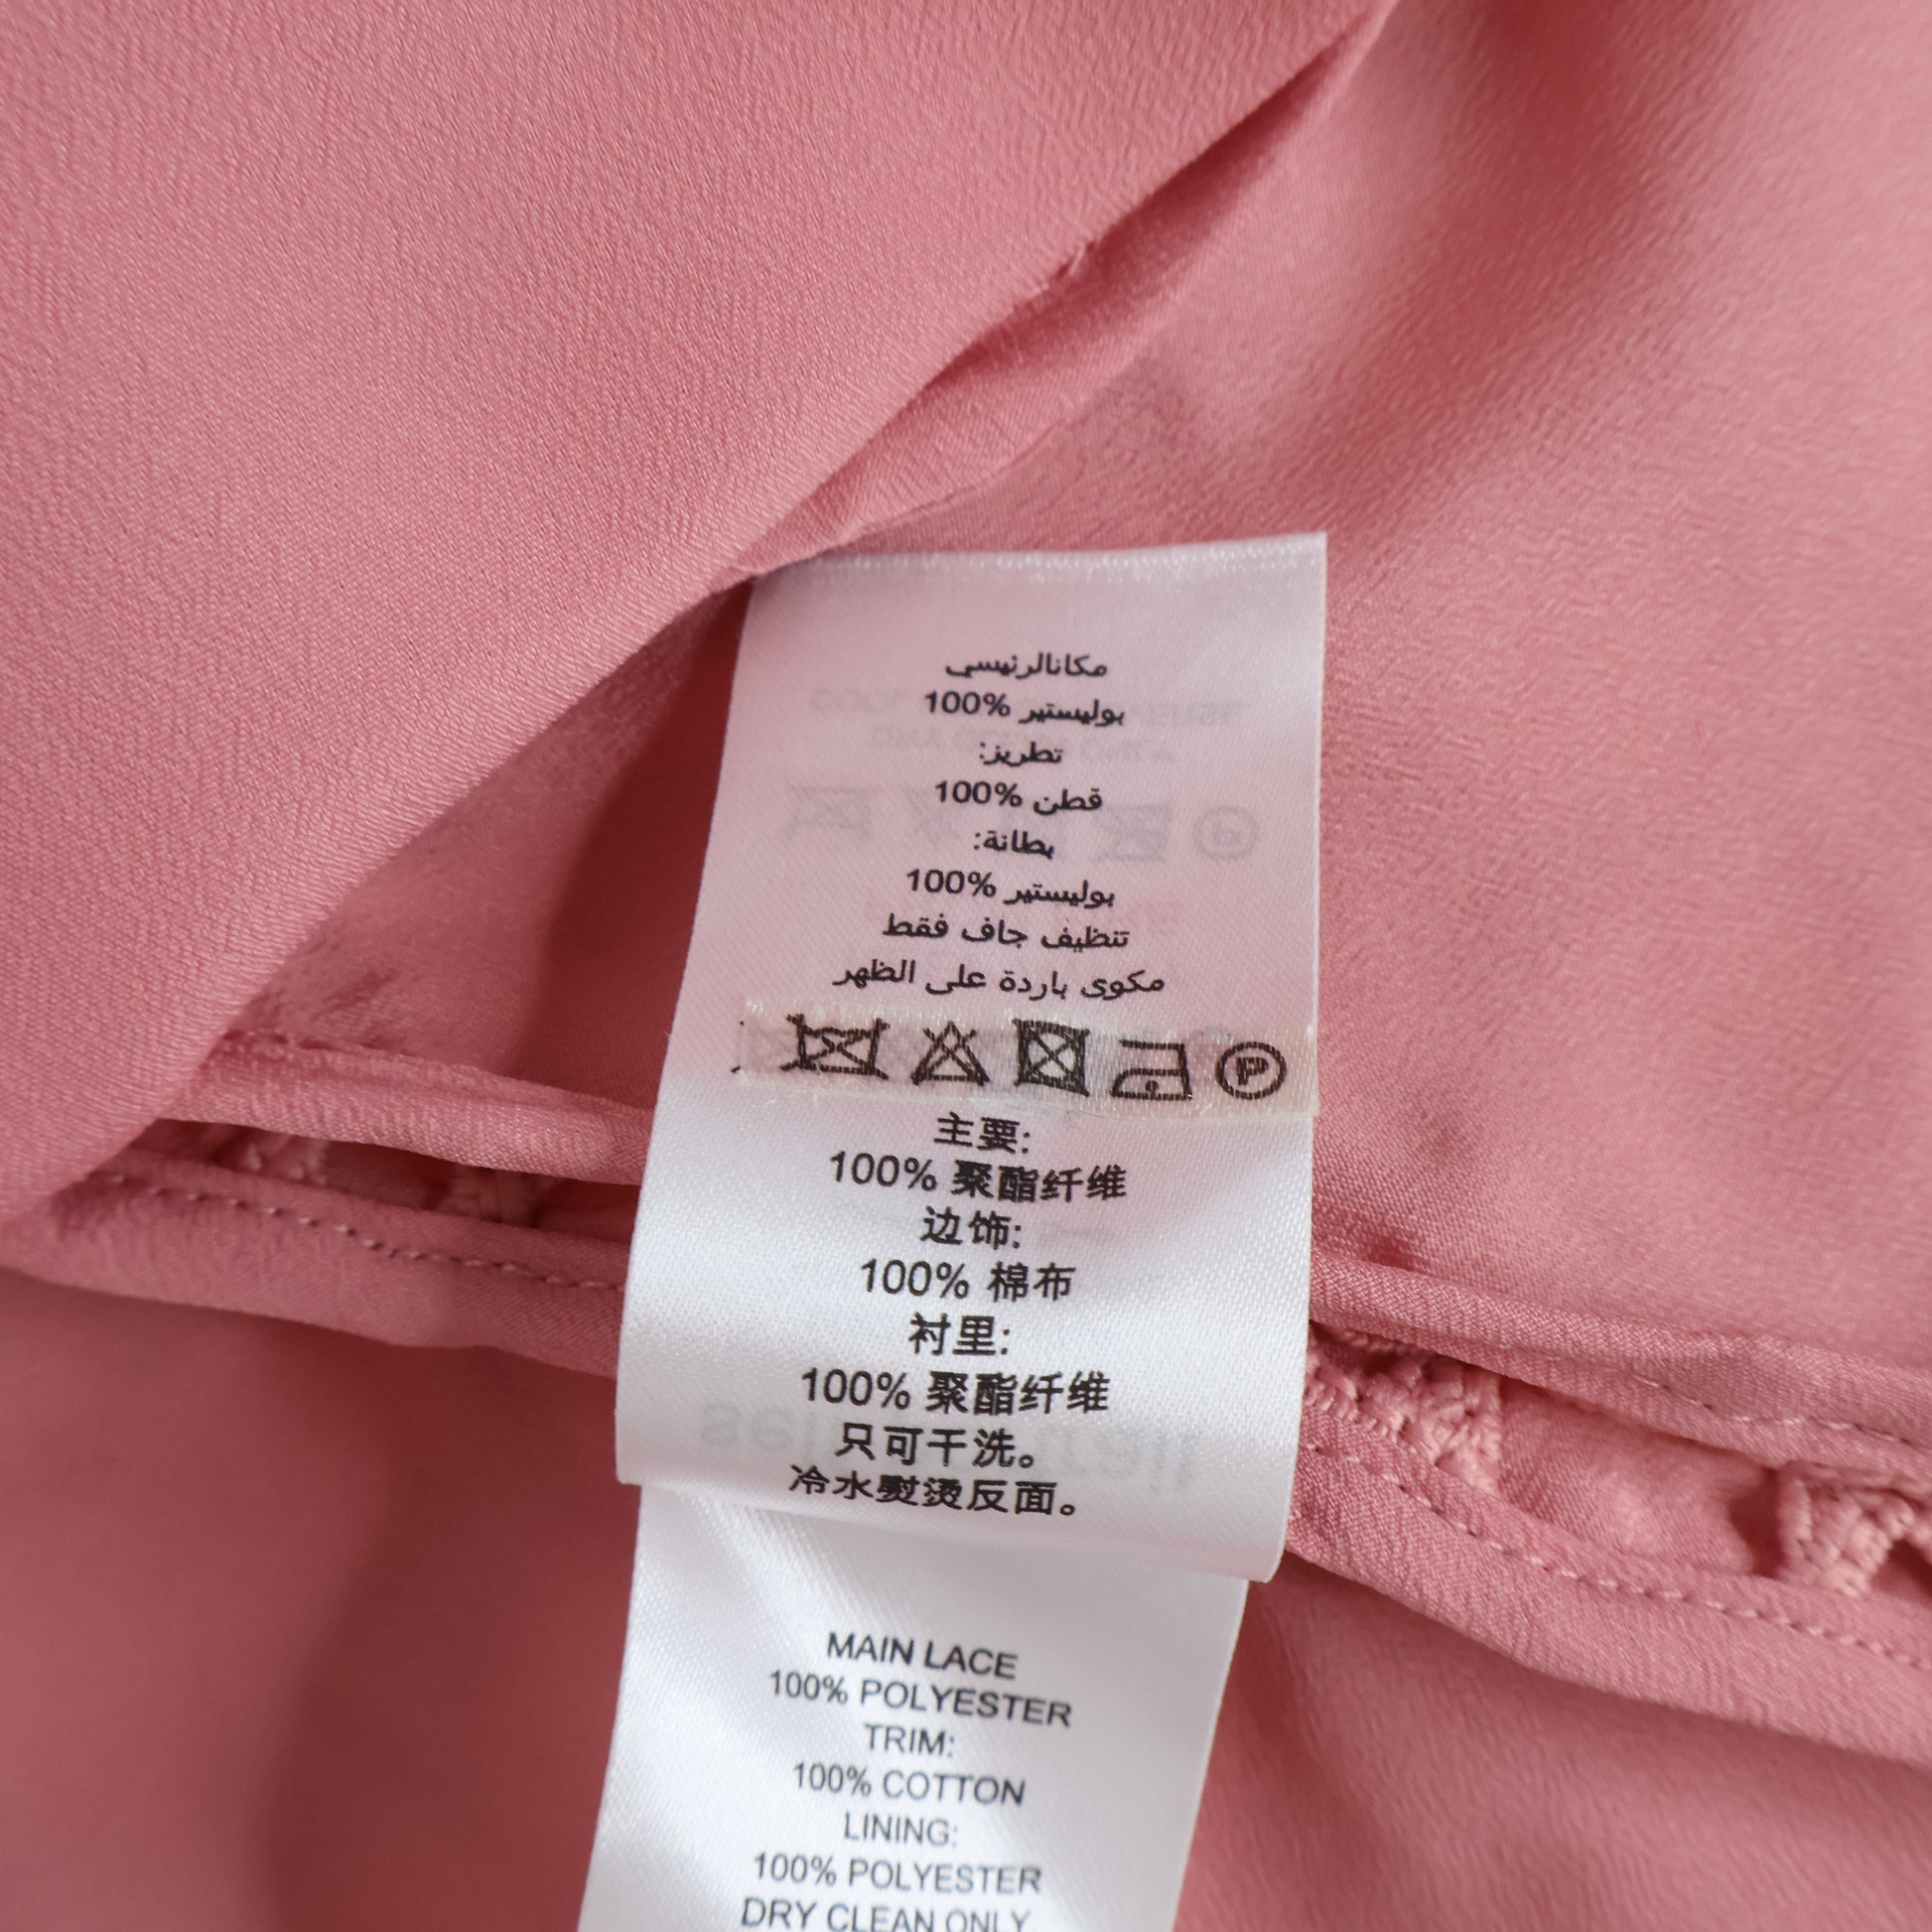 مكانالرئيسي
بوليستير %100
تطريز:
قطن %100
بطانة:
بوليستير %100
تنظيف جاف فقط
مكوى باردة على الظهر
P
主要:
100% 聚酯纤维
边饰:
100% 棉布
衬里:
100% 聚酯纤维
只可干洗。
冷水熨烫反面。
MAIN LACE
100% POLYESTER
TRIM:
100% COTTON
LINING:
100% POLYESTER
DRY CLEAN ONLY